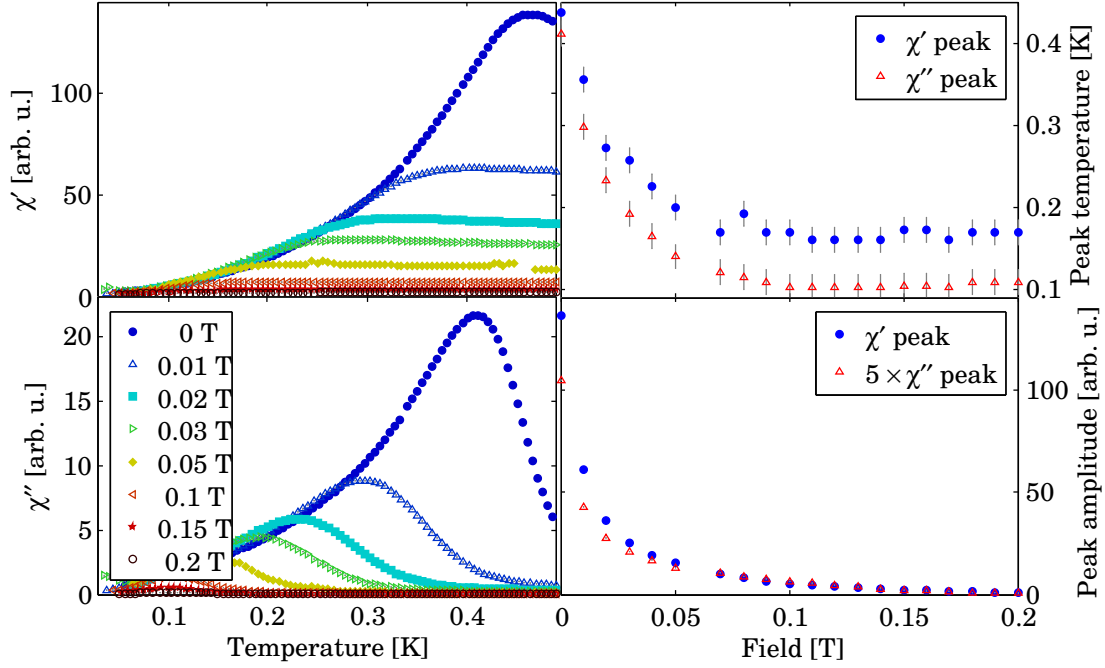 χ′ [arb. u.]
100
50
0
χ′ peak
χ″ peak
0.4
0.3
0.2
0.1
Peak temperature [K]
χ″ [arb. u.]
20
15
10
5
0
0 T
0.01 T
0.02 T
0.03 T
0.05 T
0.1 T
0.15 T
0.2 T
0.1
0.2
0.3
0.4
Temperature [K]
χ′ peak
5 × χ″ peak
100
50
0
Peak amplitude [arb. u.]
0
0.05
0.1
0.15
0.2
Field [T]